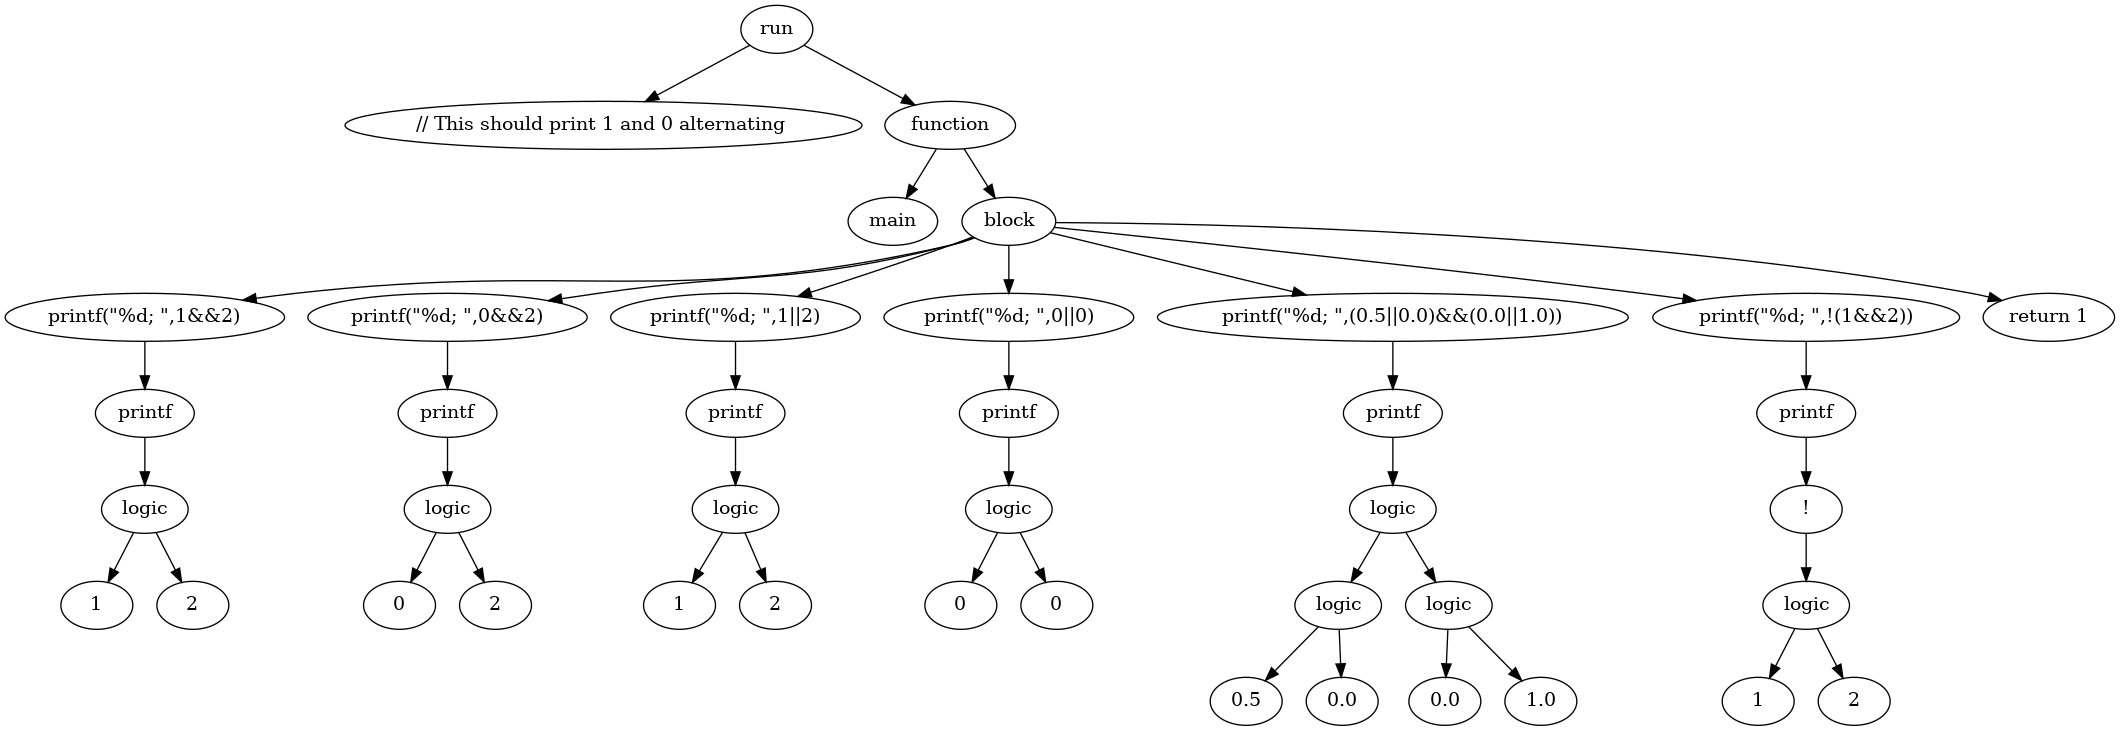 run
// This should print 1 and 0 alternating
function
main
block
printf("%d; ",1&&2)
printf("%d; ",0&&2)
printf("%d; ",1||2)
printf("%d; ",0||0)
printf("%d; ",(0.5||0.0)&&(0.0||1.0))
printf("%d; ",!(1&&2))
return 1
printf
printf
printf
printf
printf
printf
logic
logic
logic
logic
logic
!
1
2
0
2
1
2
0
0
logic
logic
logic
0.5
0.0
0.0
1.0
1
2